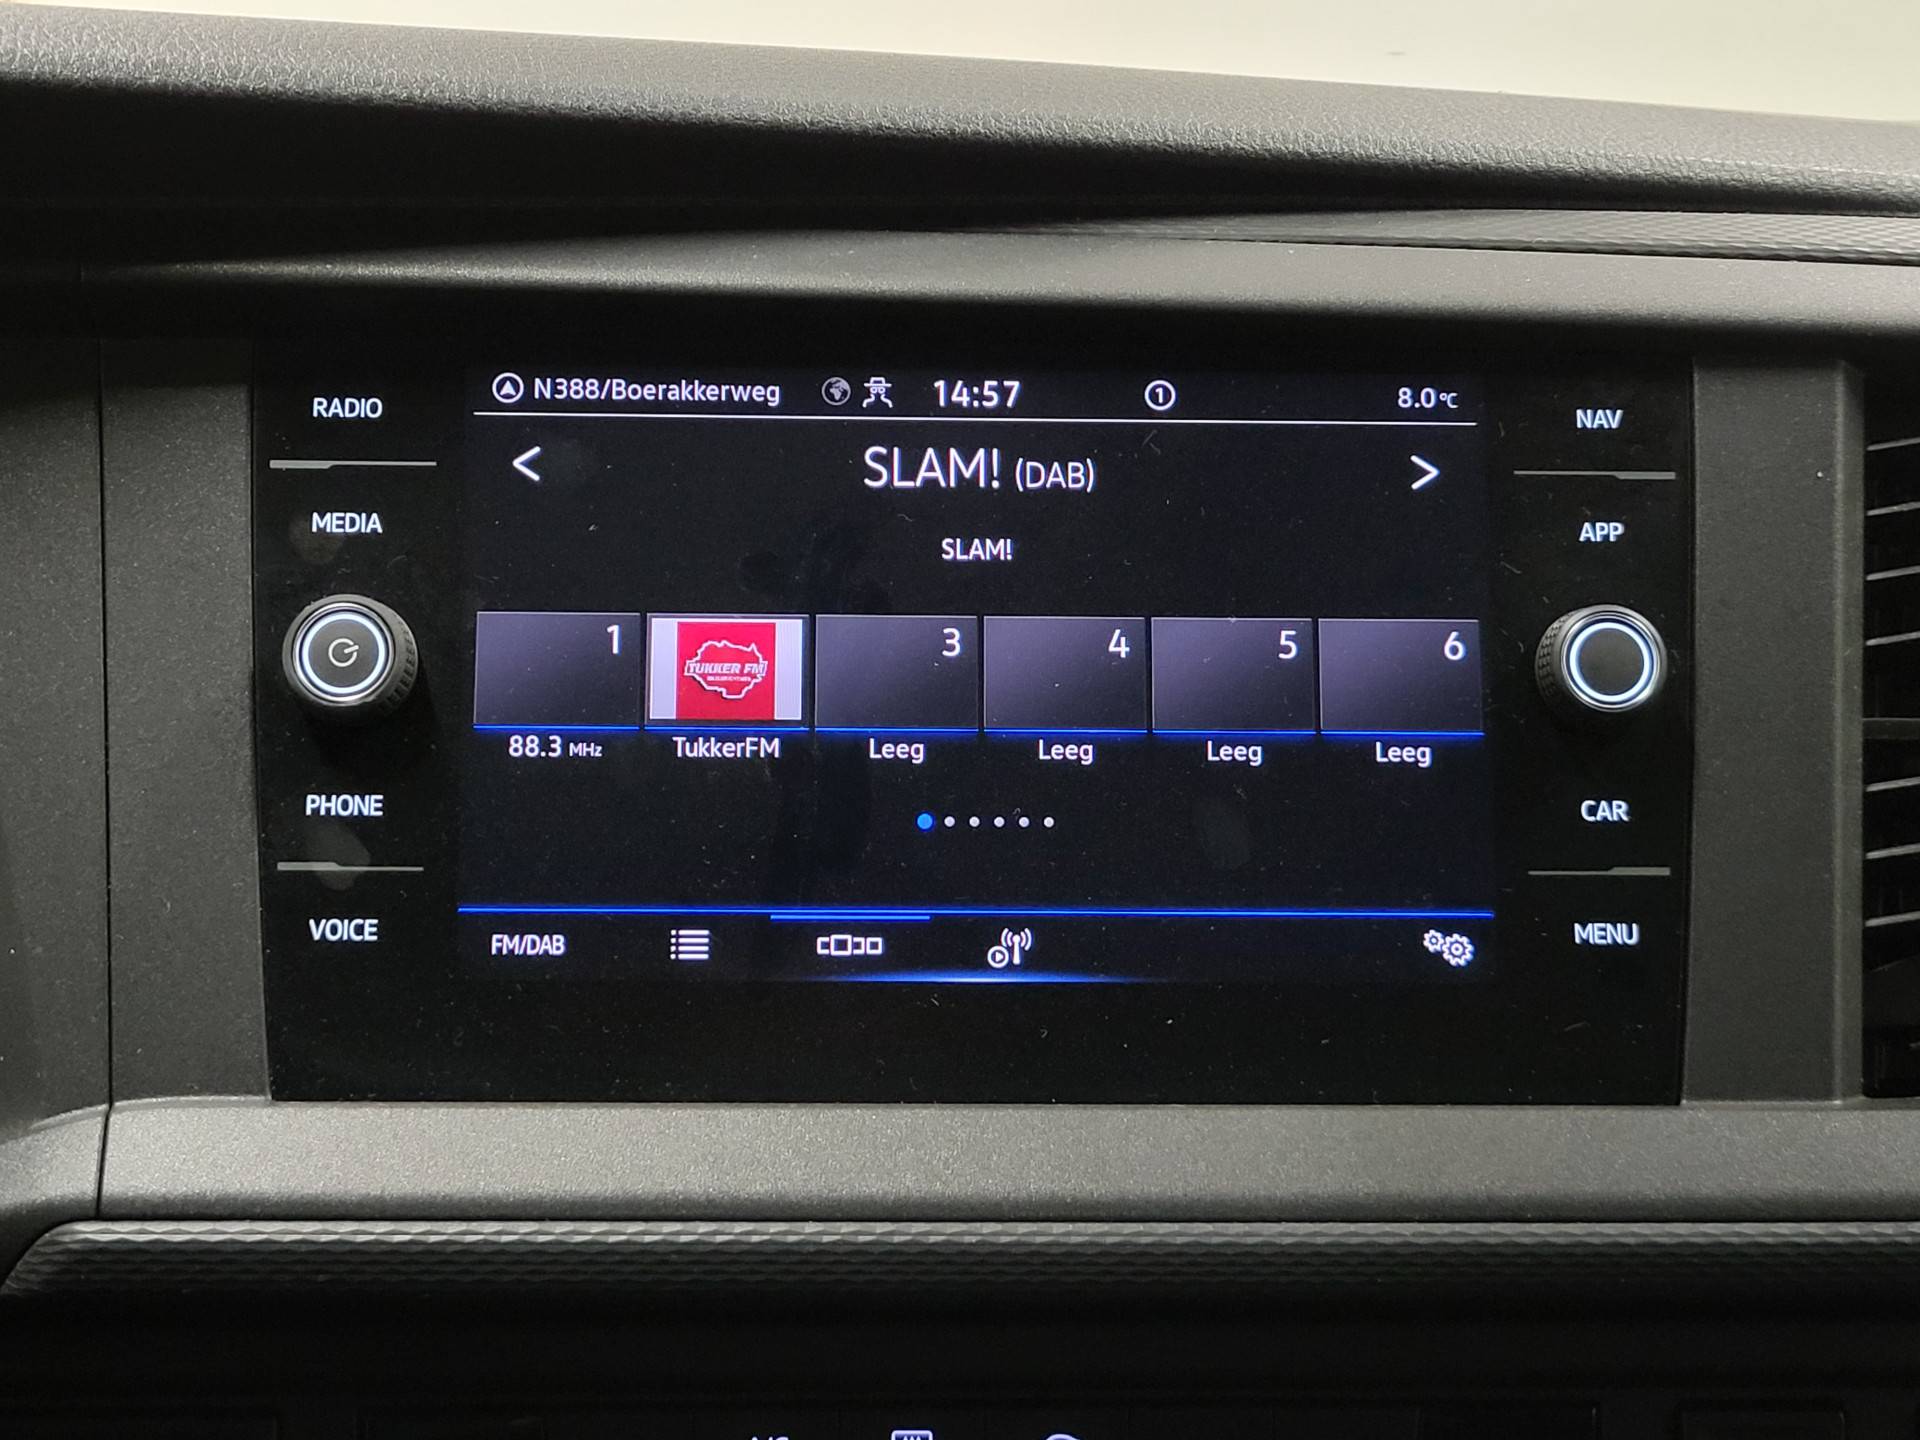 N388/Boerakkerweg 14:57 1 8.0°C
RADIO
NAV
< SLAM! (DAB) >
MEDIA
APP
SLAM!
1 3 4 5 6
TUKKER FM
88.3 MHz TukkerFM Leeg Leeg Leeg Leeg
PHONE
CAR
VOICE
MENU
FM/DAB